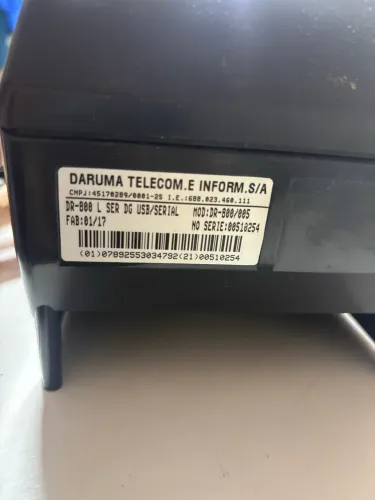 DARUMA TELECOM.E INFORM.S/A
CNPJ:45170289/0001-25 I.E.:688.023.460.111
DR-800 L SER DG USB/SERIAL MOD:DR-800/005
FAB:01/17 NO SERIE:00510254
(01)07892553034792(21)00510254